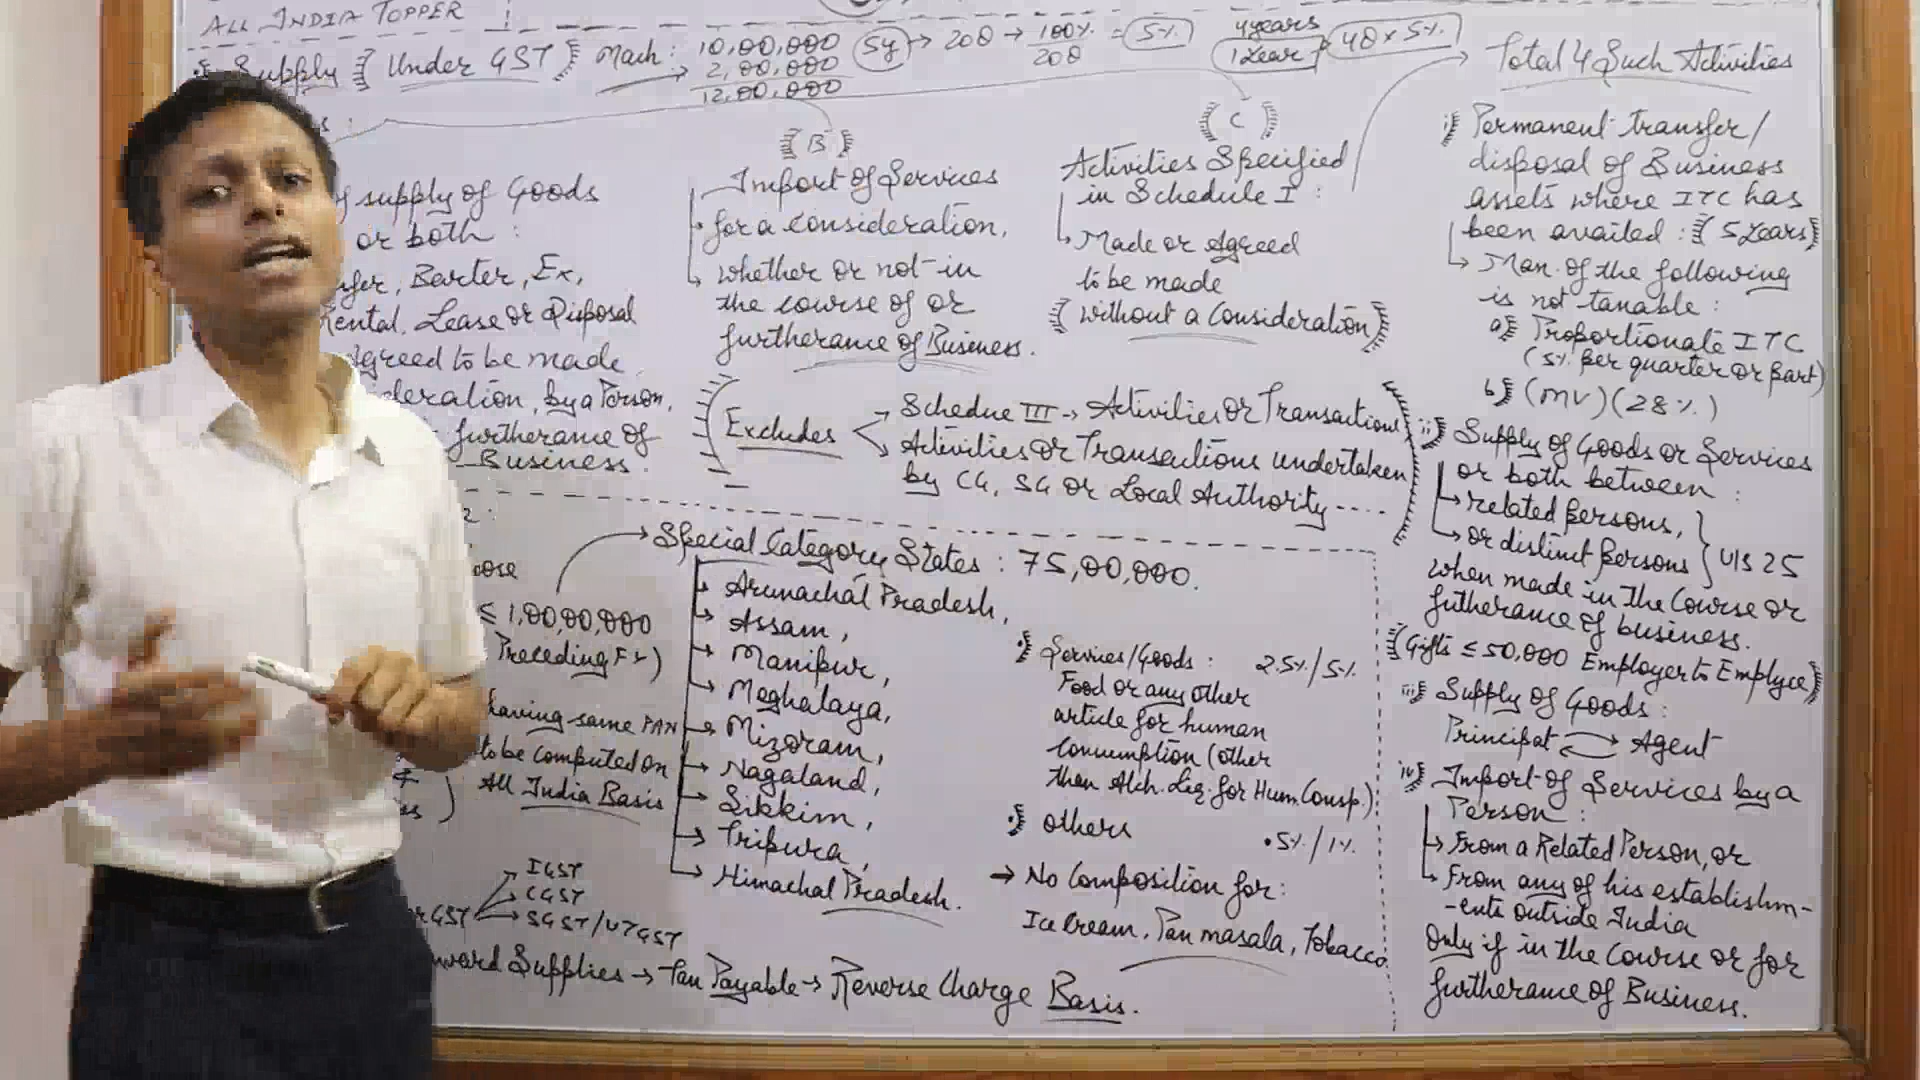 ALL INDIA TOPPER
Supply { Under GST } Mach : 10,00,000 (5y) → 20Q → 100% / 20Q = (5%) 4 years
2,00,000 1 Year } 4Q x 5%
12,00,000
supply of Goods
or both :
Barter, Ex,
Rental, Lease or Disposal
Agreed to be made
by a Person,
furtherance of
Business.
{ B }
Import of Services
for a consideration,
whether or not in
the course of or
furtherance of Business.
{ C }
Activities Specified
in Schedule I :
Made or Agreed
to be made
{ without a Consideration }
Excludes
Schedue III → Activities or Transactions
Activities or Transactions undertaken
by CG, SG or Local Authority ----
Total 4 Such Activities
i} Permanent transfer /
disposal of Business
assets where ITC has
been availed : { 5 Years }
Man. of the following
is not taxable :
a} Proportionate ITC
(5% per quarter or part)
b} (MV) (28%)
ii} Supply of Goods or Services
or both between :
related persons,
or distinct persons } U/S 25
when made in the course or
futherance of business.
{ Gifts ≤ 50,000 Employer to Emplyee }
iii} Supply of Goods :
Principal ⇄ Agent
iv} Import of Services by a
Person :
From a Related Person, or
From any of his establishm-
-ents outside India
Only if in the Course or for
furtherance of Business.
≤ 1,00,00,000
Preceding FY)
having same PAN
to be computed on
All India Basis
IGST
CGST
SGST/UTGST
Special Category States : 75,00,000.
Arunachal Pradesh,
Assam,
Manipur,
Meghalaya,
Mizoram,
Nagaland,
Sikkim,
Tripura,
Himachal Pradesh.
Services/Goods : 2.5% / 5%
Food or any other
article for human
Consumption (other
than Alch. Liq. for Hum. Consp.)
others .5% / 1%
→ No Composition for :
Ice Cream, Pan masala, Tobacco
Supplies → Tax Payable → Reverse Charge Basis.